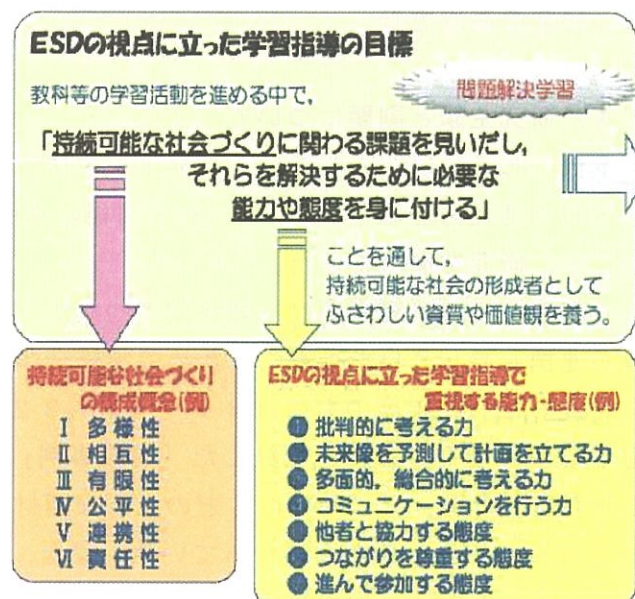 ESDの視点に立った学習指導の目標
教科等の学習活動を進める中で,
問題解決学習
「持続可能な社会づくりに関わる課題を見いだし,
それらを解決するために必要な
能力や態度を身に付ける」
ことを通して,
持続可能な社会の形成者として
ふさわしい資質や価値観を養う。
持続可能な社会づくり
の構成概念(例)
Ⅰ 多様性
Ⅱ 相互性
Ⅲ 有限性
Ⅳ 公平性
Ⅴ 連携性
Ⅵ 責任性
ESDの視点に立った学習指導で
重視する能力・態度(例)
批判的に考える力
未来像を予測して計画を立てる力
多面的,総合的に考える力
コミュニケーションを行う力
他者と協力する態度
つながりを尊重する態度
進んで参加する態度